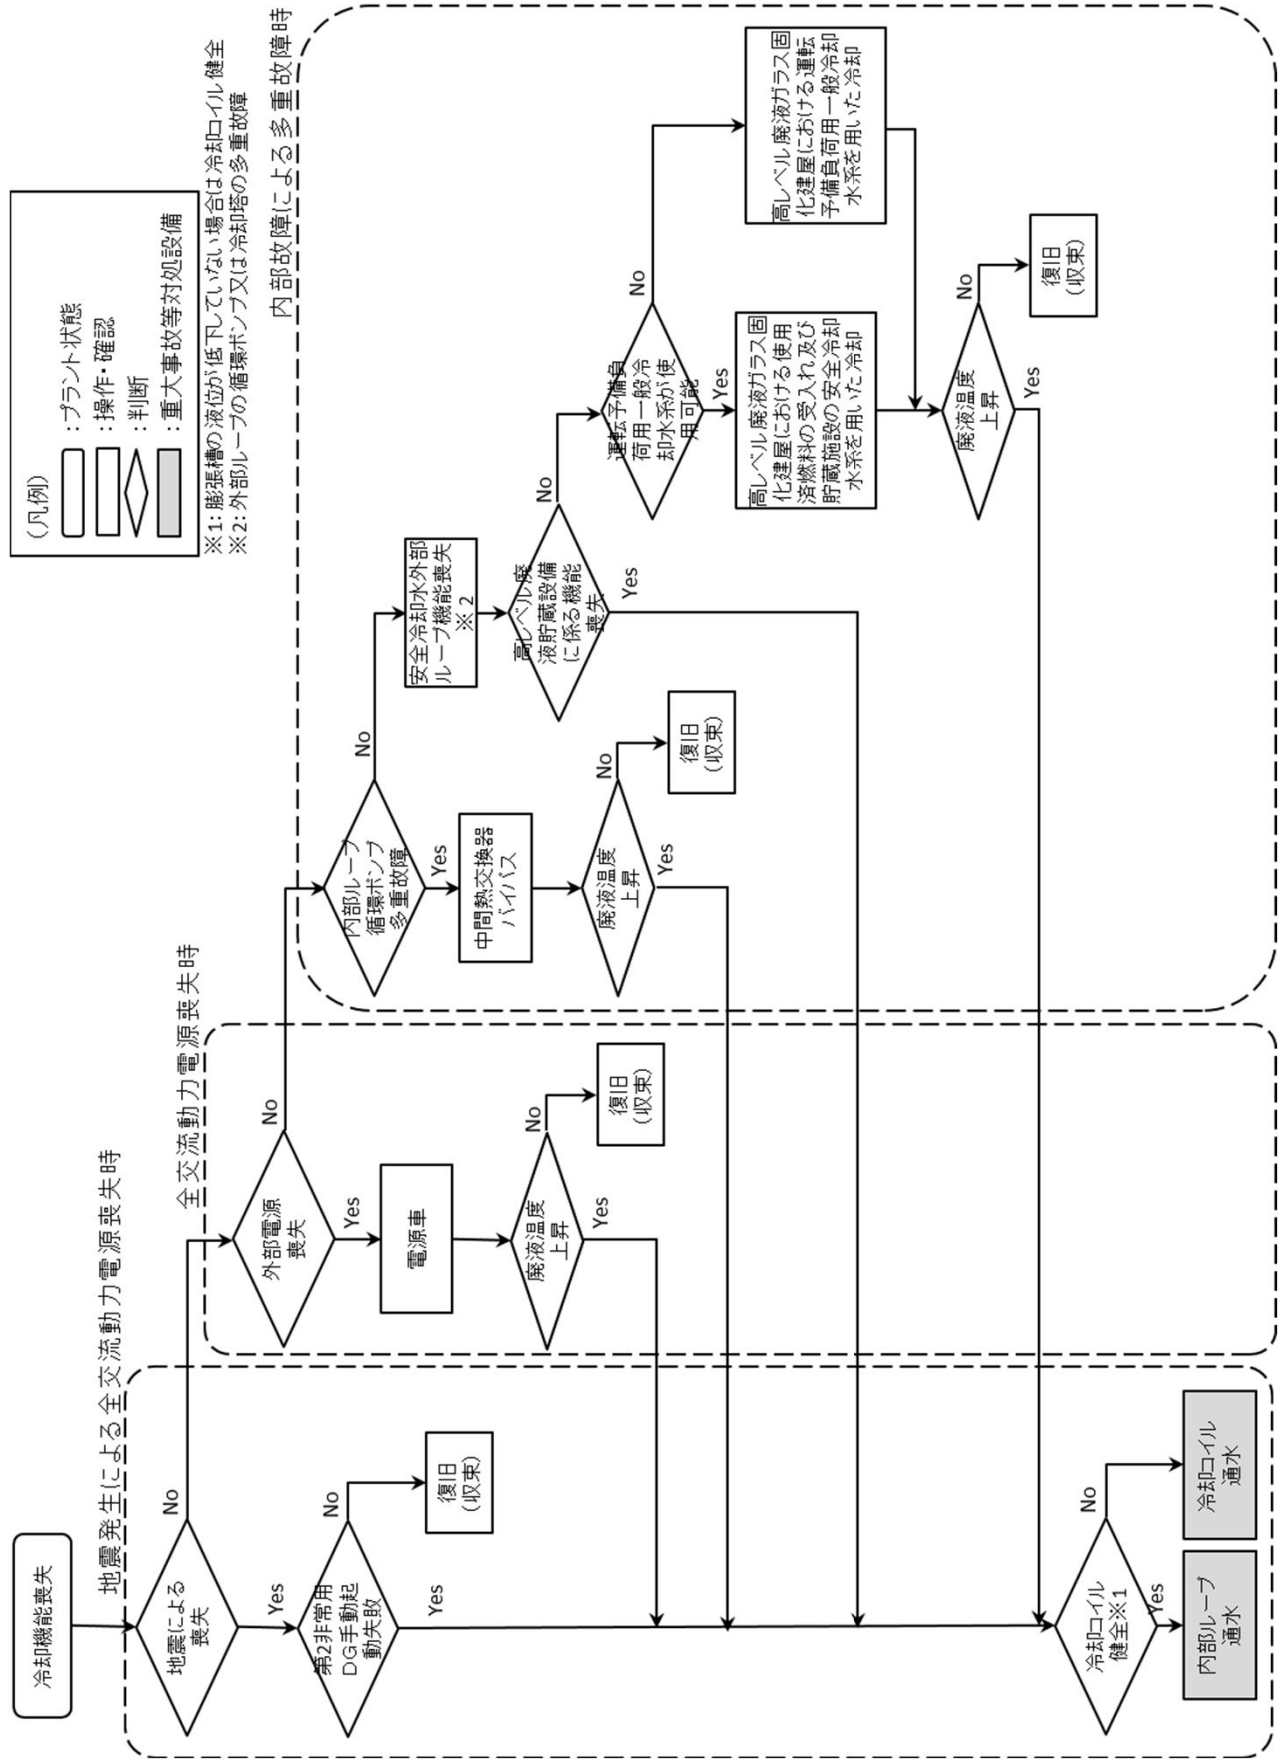 (凡例)
：プラント状態
：操作・確認
：判断
：重大事故等対処設備
※1：膨張槽の液位が低下していない場合は冷却コイル健全
※2：外部ループの循環ポンプ又は冷却塔の多重故障
地震発生による全交流動力電源喪失時
全交流動力電源喪失時
内部故障による多重故障時
冷却機能喪失
地震による
喪失
No
Yes
第2非常用
DG手動起
動失敗
No
Yes
復旧
(収束)
外部電源
喪失
No
Yes
電源車
廃液温度
上昇
No
Yes
復旧
(収束)
内部ループ
循環ポンプ
多重故障
No
Yes
中間熱交換器
バイパス
廃液温度
上昇
No
Yes
復旧
(収束)
安全冷却水外部
ループ機能喪失
※2
高レベル廃
液貯蔵設備
に係る機能
喪失
No
Yes
運転予備負
荷用一般冷
却水系が使
用可能
No
Yes
高レベル廃液ガラス固
化建屋における使用
済燃料の受入れ及び
貯蔵施設の安全冷却
水系を用いた冷却
高レベル廃液ガラス固
化建屋における運転
予備負荷用一般冷却
水系を用いた冷却
廃液温度
上昇
No
Yes
復旧
(収束)
冷却コイル
健全※1
No
Yes
内部ループ
通水
冷却コイル
通水